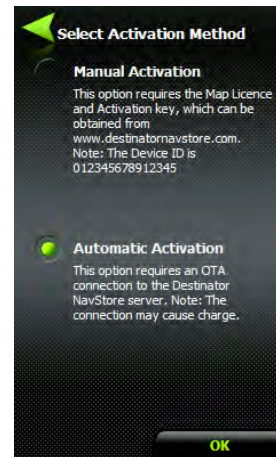 Select Activation Method
Manual Activation
This option requires the Map Licence
and Activation key, which can be
obtained from
www.destinatornavstore.com.
Note: The Device ID is
012345678912345
Automatic Activation
This option requires an OTA
connection to the Destinator
NavStore server. Note: The
connection may cause charge.
OK